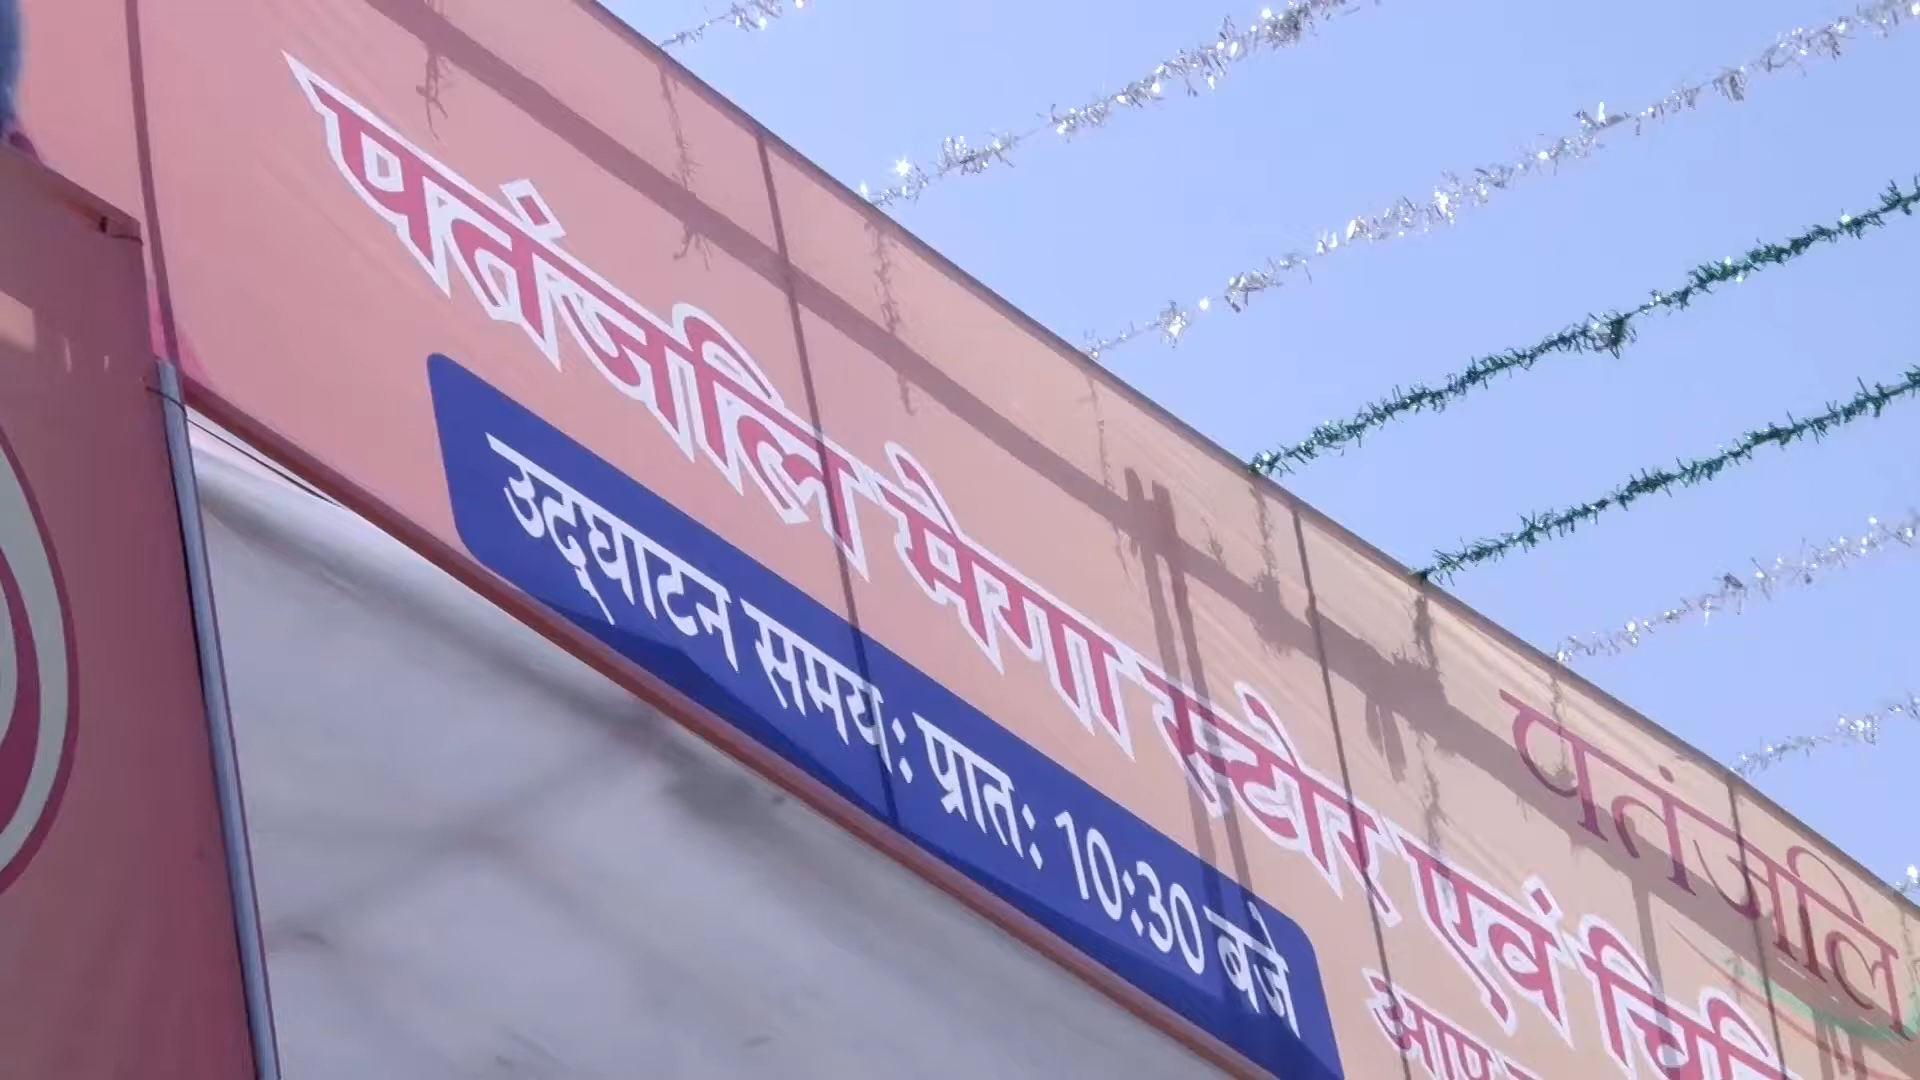 पतंजलि मेगा स्टोर एवं
उद्‌घाटन समय: प्रात: 10:30 बजे
पतंजलि